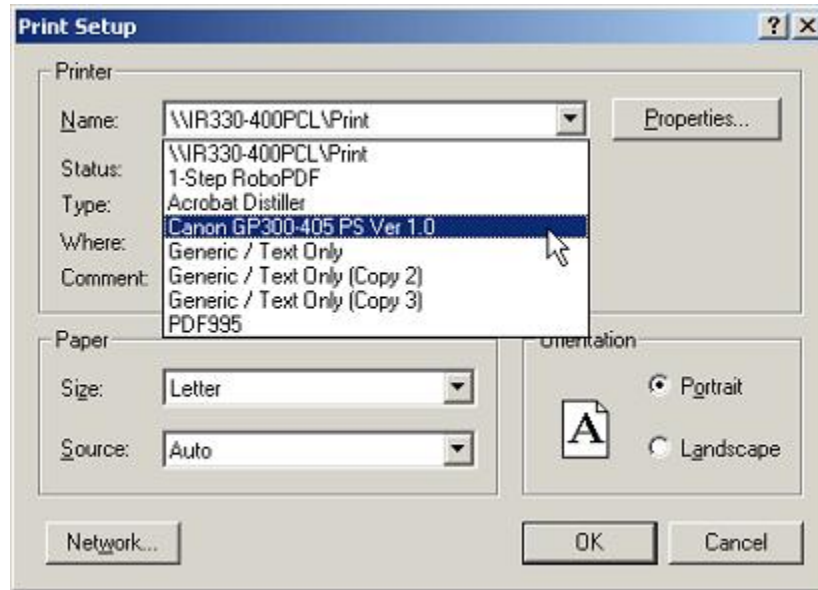 Print Setup
Printer
Name: \\IR330-400PCL\Print Properties...
\\IR330-400PCL\Print
Status: 1-Step RoboPDF
Type: Acrobat Distiller
Canon GP300-405 PS Ver 1.0
Where: Generic / Text Only
Comment: Generic / Text Only (Copy 2)
Generic / Text Only (Copy 3)
PDF995
Paper
Orientation
Size: Letter
Portrait
Source: Auto
A
Landscape
Network...
OK
Cancel